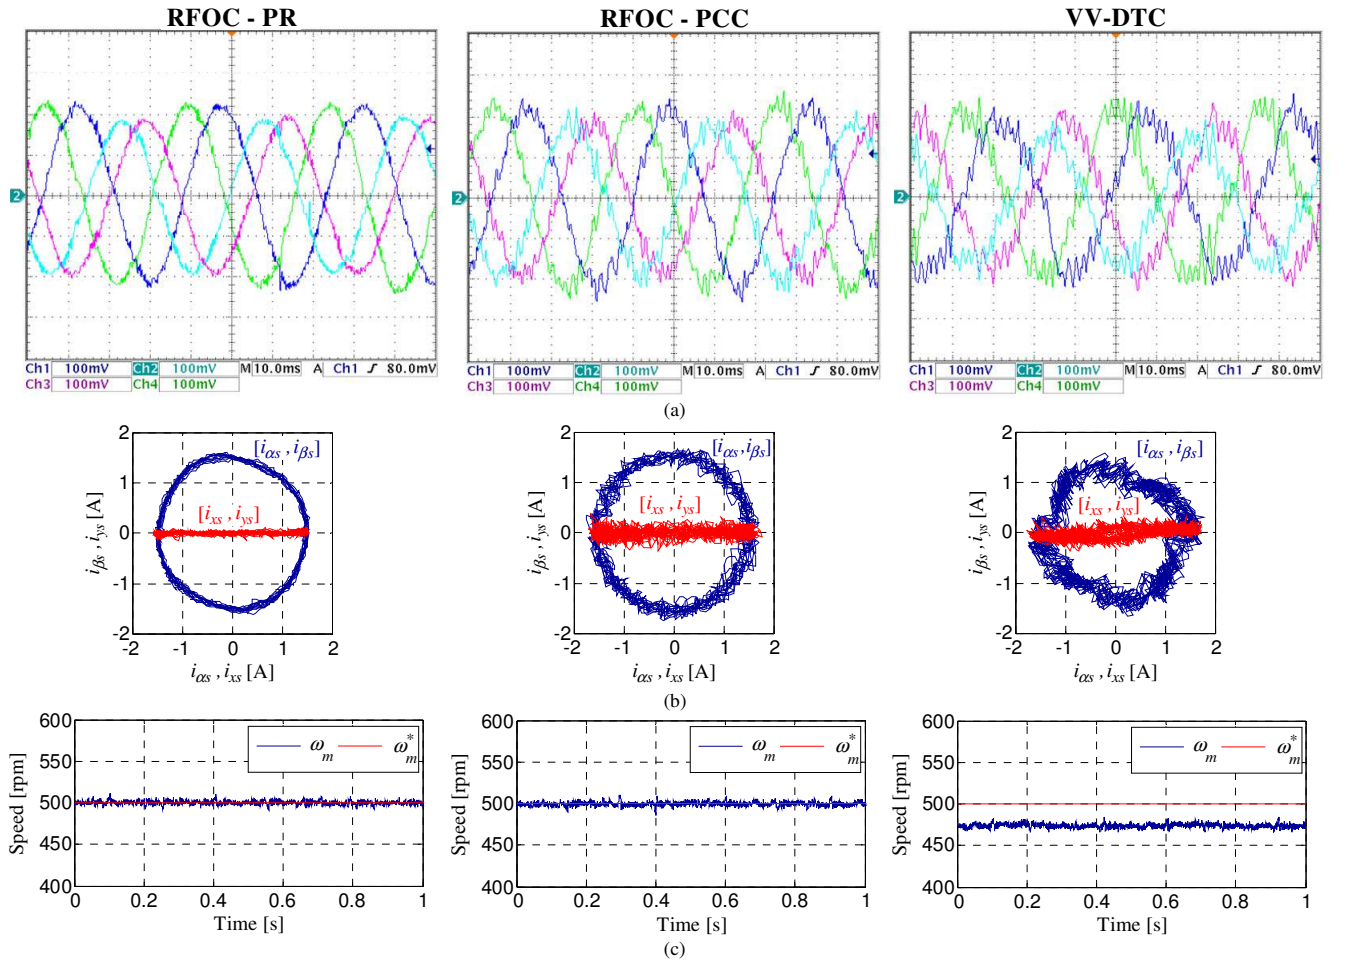 RFOC - PR
RFOC - PCC
VV-DTC
2
Ch1 100mV Ch2 100mV M 10.0ms A Ch1 ʃ 80.0mV
Ch3 100mV Ch4 100mV
2
Ch1 100mV Ch2 100mV M 10.0ms A Ch1 ʃ 80.0mV
Ch3 100mV Ch4 100mV
2
Ch1 100mV Ch2 100mV M 10.0ms A Ch1 ʃ 80.0mV
Ch3 100mV Ch4 100mV
(a)
[iαs , iβs]
[ixs , iys]
iβs , iys [A]
2
1
0
-1
-2
-2 -1 0 1 2
iαs , ixs [A]
[iαs , iβs]
[ixs , iys]
iβs , iys [A]
2
1
0
-1
-2
-2 -1 0 1 2
iαs , ixs [A]
[iαs , iβs]
[ixs , iys]
iβs , iys [A]
2
1
0
-1
-2
-2 -1 0 1 2
iαs , ixs [A]
(b)
ωm ω*m
Speed [rpm]
600
550
500
450
400
0 0.2 0.4 0.6 0.8 1
Time [s]
ωm ω*m
Speed [rpm]
600
550
500
450
400
0 0.2 0.4 0.6 0.8 1
Time [s]
ωm ω*m
Speed [rpm]
600
550
500
450
400
0 0.2 0.4 0.6 0.8 1
Time [s]
(c)